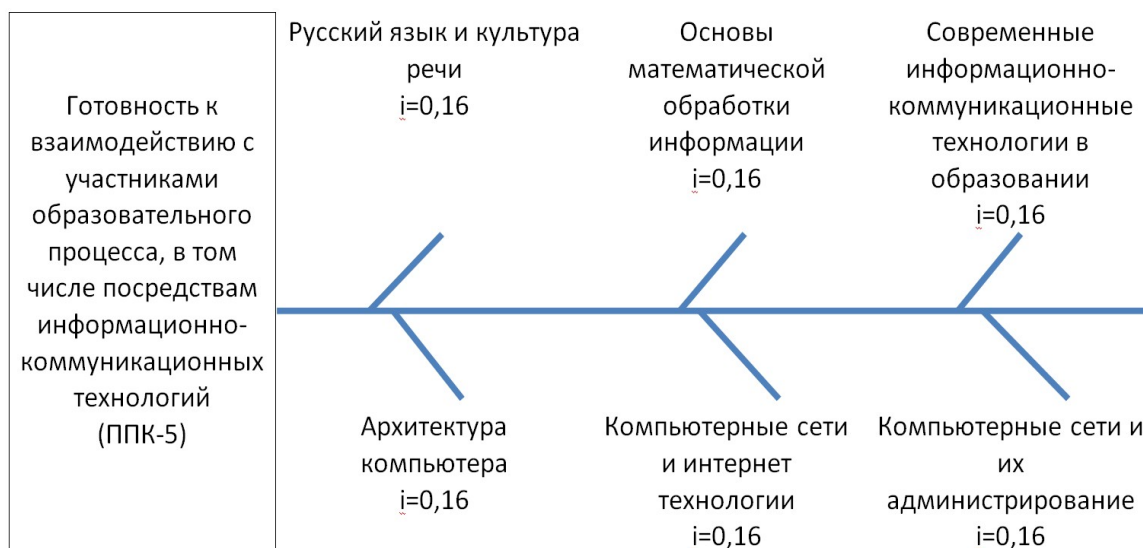 Готовность к
взаимодействию с
участниками
образовательного
процесса, в том
числе посредствам
информационно-
коммуникационных
технологий
(ППК-5)
Русский язык и культура
речи
i=0,16
Основы
математической
обработки
информации
i=0,16
Современные
информационно-
коммуникационные
технологии в
образовании
i=0,16
Архитектура
компьютера
i=0,16
Компьютерные сети
и интернет
технологии
i=0,16
Компьютерные сети и
их
администрирование
i=0,16